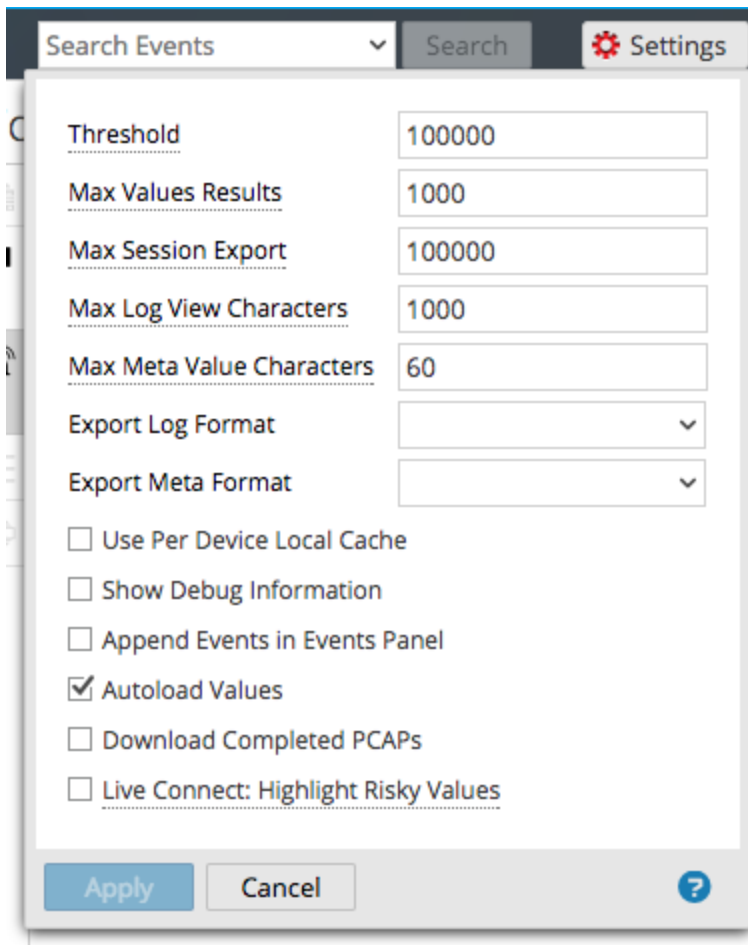 Search Events Search Settings
Threshold 100000
Max Values Results 1000
Max Session Export 100000
Max Log View Characters 1000
Max Meta Value Characters 60
Export Log Format
Export Meta Format
Use Per Device Local Cache
Show Debug Information
Append Events in Events Panel
Autoload Values
Download Completed PCAPs
Live Connect: Highlight Risky Values
Apply Cancel ?